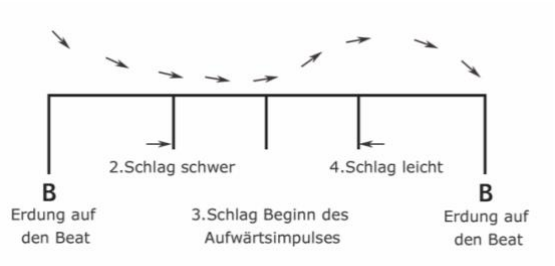 2.Schlag schwer
4.Schlag leicht
B
B
Erdung auf
den Beat
3.Schlag Beginn des
Aufwärtsimpulses
Erdung auf
den Beat